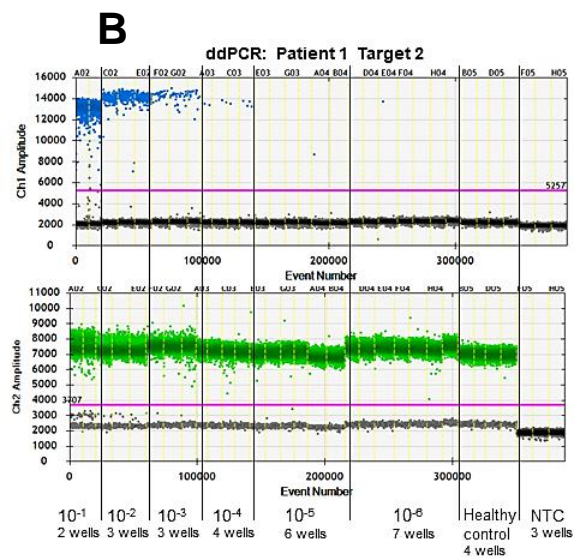 B
ddPCR: Patient 1 Target 2
A02 C02 E02 F02 G02 A03 C03 E03 G03 A04 B04 D04 E04 F04 H04 B05 D05 F05 H05
Ch1 Amplitude
16000
14000
12000
10000
8000
6000
4000
2000
0
5257
0 100000 200000 300000
Event Number
A02 C02 E02 F02 G02 A03 C03 E03 G03 A04 B04 D04 E04 F04 H04 B05 D05 F05 H05
Ch2 Amplitude
11000
10000
9000
8000
7000
6000
5000
4000
3000
2000
1000
0
3707
0 100000 200000 300000
Event Number
10⁻¹ 10⁻² 10⁻³ 10⁻⁴ 10⁻⁵ 10⁻⁶ Healthy NTC
2 wells 3 wells 3 wells 4 wells 6 wells 7 wells control 3 wells
4 wells